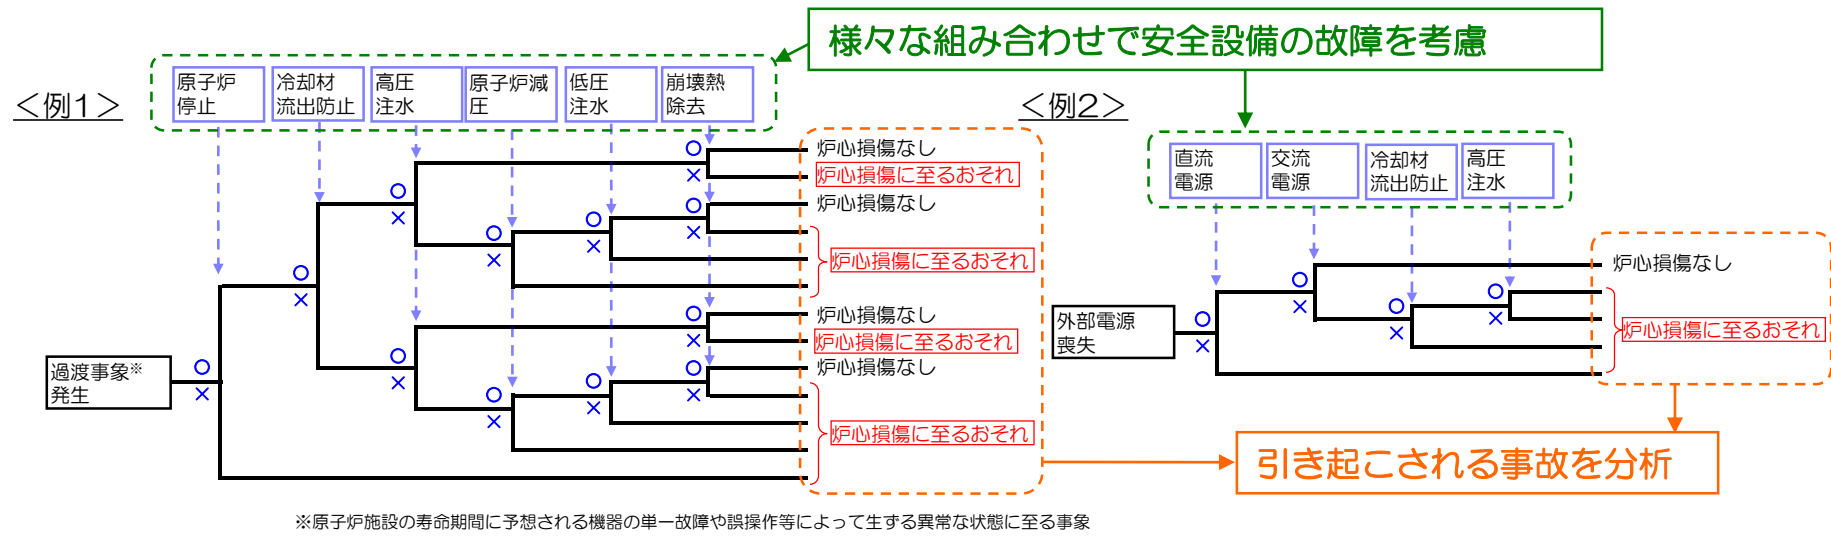 様々な組み合わせで安全設備の故障を考慮
＜例１＞
原子炉
停止
冷却材
流出防止
高圧
注水
原子炉減
圧
低圧
注水
崩壊熱
除去
○
×
○
×
○
×
○
×
○
×
○
×
○
×
○
×
○
×
○
×
○
×
○
×
過渡事象※
発生
炉心損傷なし
炉心損傷に至るおそれ
炉心損傷なし
炉心損傷に至るおそれ
炉心損傷なし
炉心損傷に至るおそれ
炉心損傷なし
炉心損傷に至るおそれ
＜例２＞
直流
電源
交流
電源
冷却材
流出防止
高圧
注水
外部電源
喪失
○
×
○
×
○
×
○
×
炉心損傷なし
炉心損傷に至るおそれ
引き起こされる事故を分析
※原子炉施設の寿命期間に予想される機器の単一故障や誤操作等によって生ずる異常な状態に至る事象